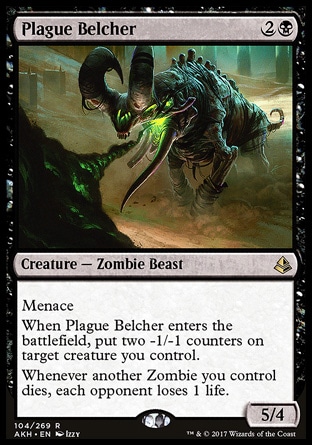 Plague Belcher 2
Creature — Zombie Beast
Menace
When Plague Belcher enters the
battlefield, put two -1/-1 counters on
target creature you control.
Whenever another Zombie you control
dies, each opponent loses 1 life.
5/4
104/269 R
AKH • EN Izzy
™ & © 2017 Wizards of the Coast